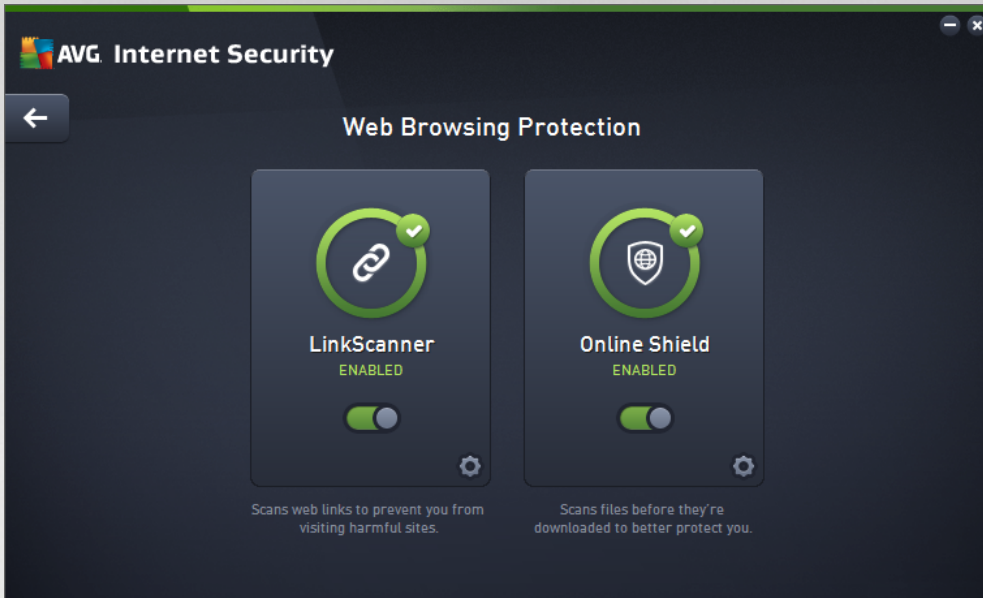 AVG Internet Security
Web Browsing Protection
LinkScanner
ENABLED
Scans web links to prevent you from
visiting harmful sites.
Online Shield
ENABLED
Scans files before they're
downloaded to better protect you.